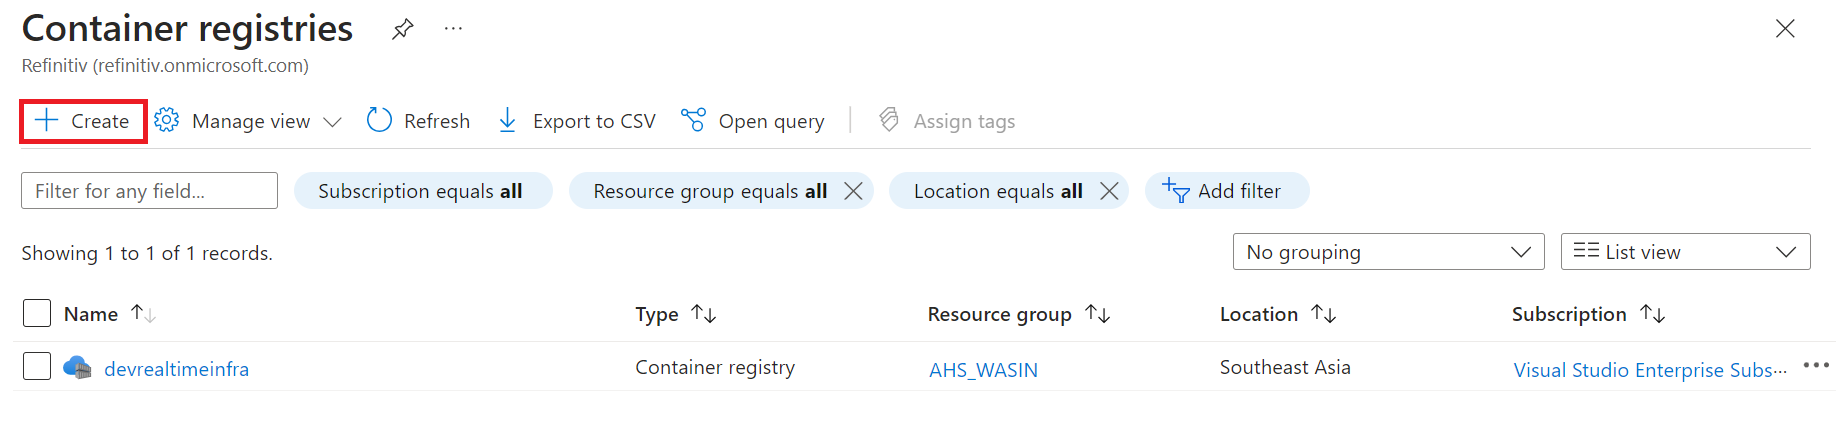 Container registries
Refinitiv (refinitiv.onmicrosoft.com)
Create Manage view Refresh Export to CSV Open query Assign tags
Filter for any field... Subscription equals all Resource group equals all Location equals all Add filter
Showing 1 to 1 of 1 records. No grouping List view
Name Type Resource group Location Subscription
devrealtimeinfra Container registry AHS_WASIN Southeast Asia Visual Studio Enterprise Subs···